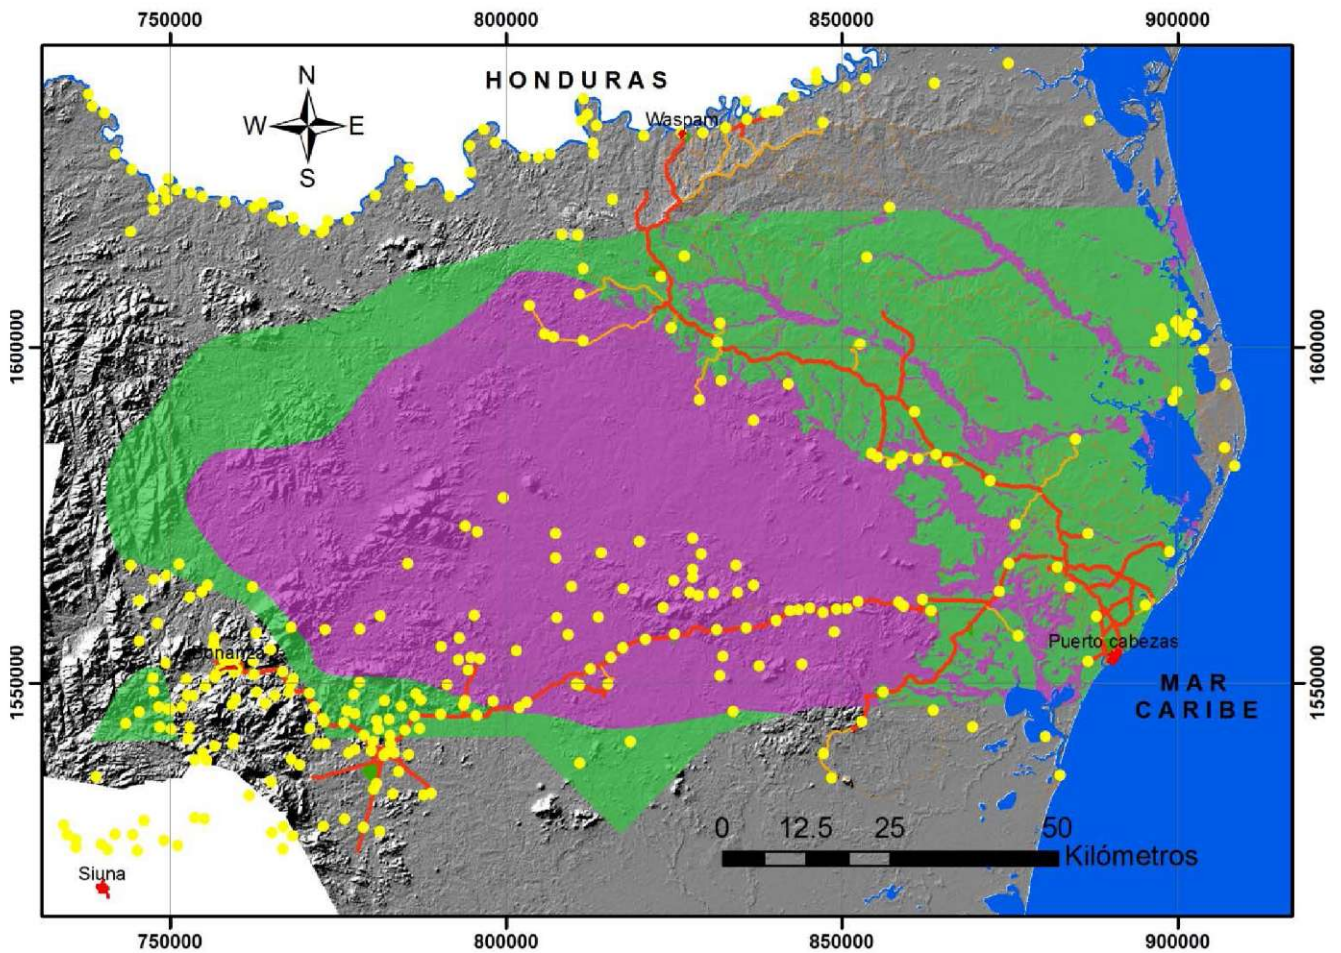 750000 800000 850000 900000
HONDURAS
N
W E
S
Waspam
1600000 1600000
Bonanza
Puerto cabezas
1550000 1550000
MAR
CARIBE
0 12.5 25 50
Kilómetros
Siuna
750000 800000 850000 900000